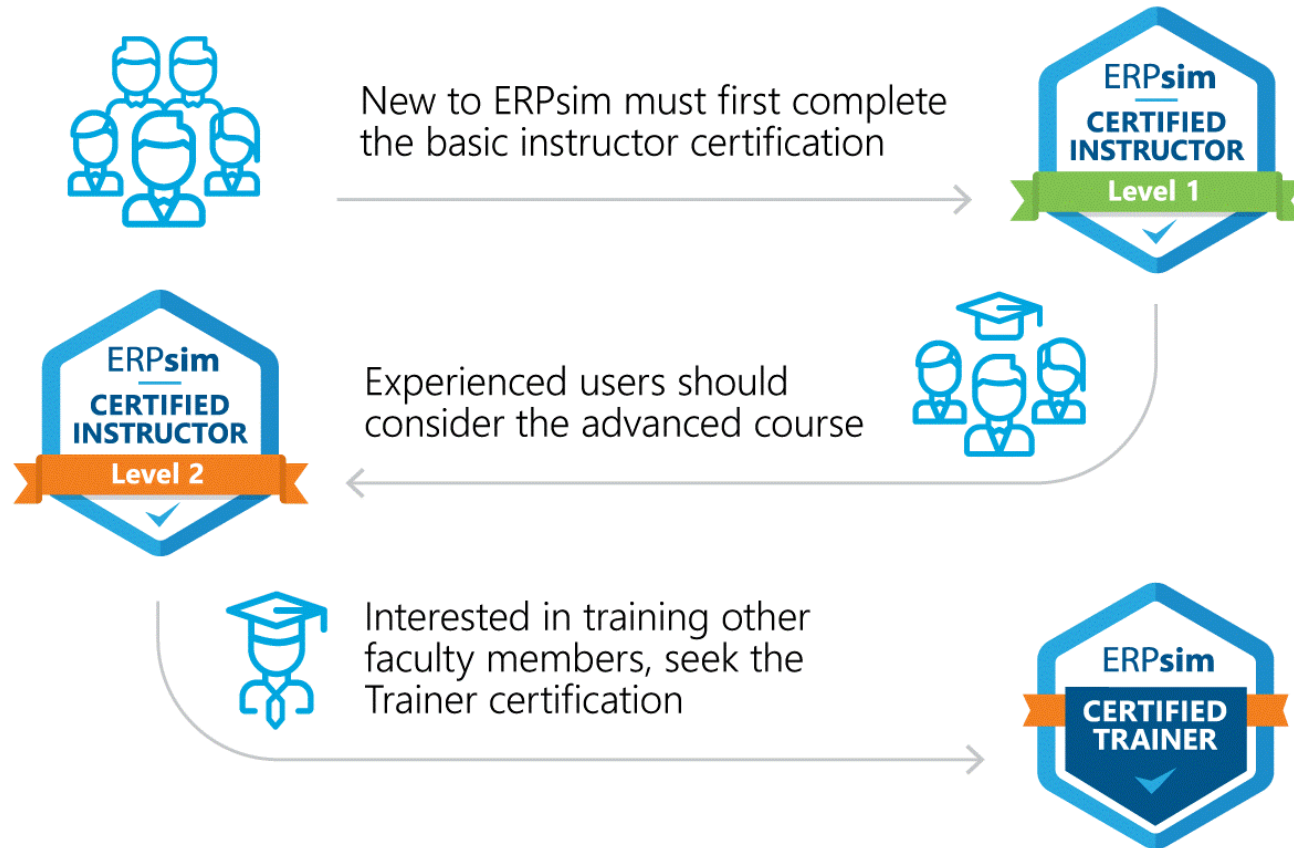 New to ERPsim must first complete
the basic instructor certification
ERPsim
CERTIFIED
INSTRUCTOR
Level 1
ERPsim
CERTIFIED
INSTRUCTOR
Level 2
Experienced users should
consider the advanced course
Interested in training other
faculty members, seek the
Trainer certification
ERPsim
CERTIFIED
TRAINER